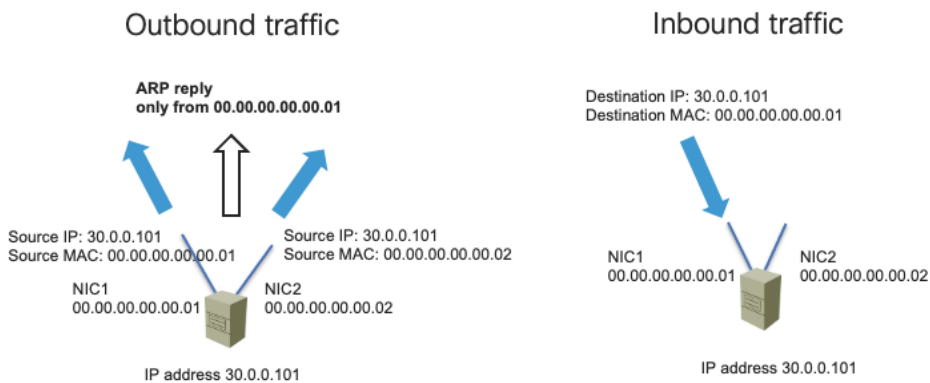 Outbound traffic
ARP reply
only from 00.00.00.00.00.01
Source IP: 30.0.0.101
Source MAC: 00.00.00.00.00.01
Source IP: 30.0.0.101
Source MAC: 00.00.00.00.00.02
NIC1
00.00.00.00.00.01
NIC2
00.00.00.00.00.02
IP address 30.0.0.101
Inbound traffic
Destination IP: 30.0.0.101
Destination MAC: 00.00.00.00.00.01
NIC1
00.00.00.00.00.01
NIC2
00.00.00.00.00.02
IP address 30.0.0.101